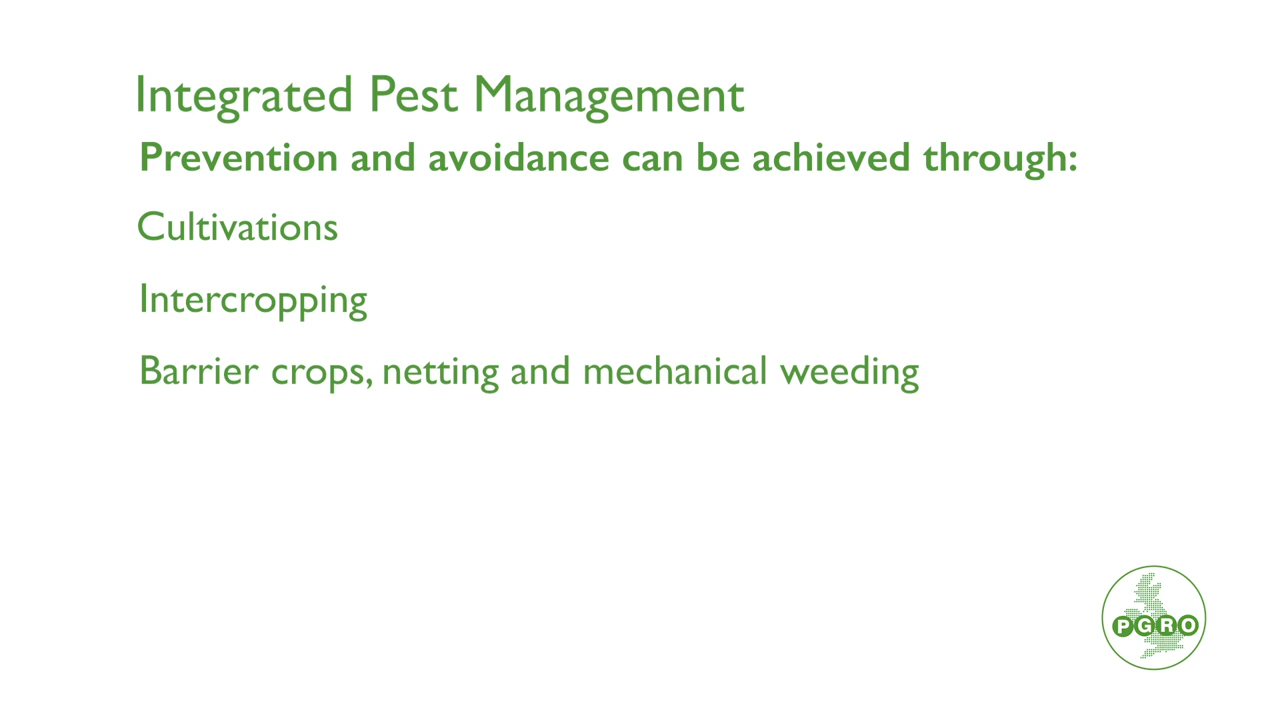 Integrated Pest Management
Prevention and avoidance can be achieved through:
Cultivations
Intercropping
Barrier crops, netting and mechanical weeding
PGRO